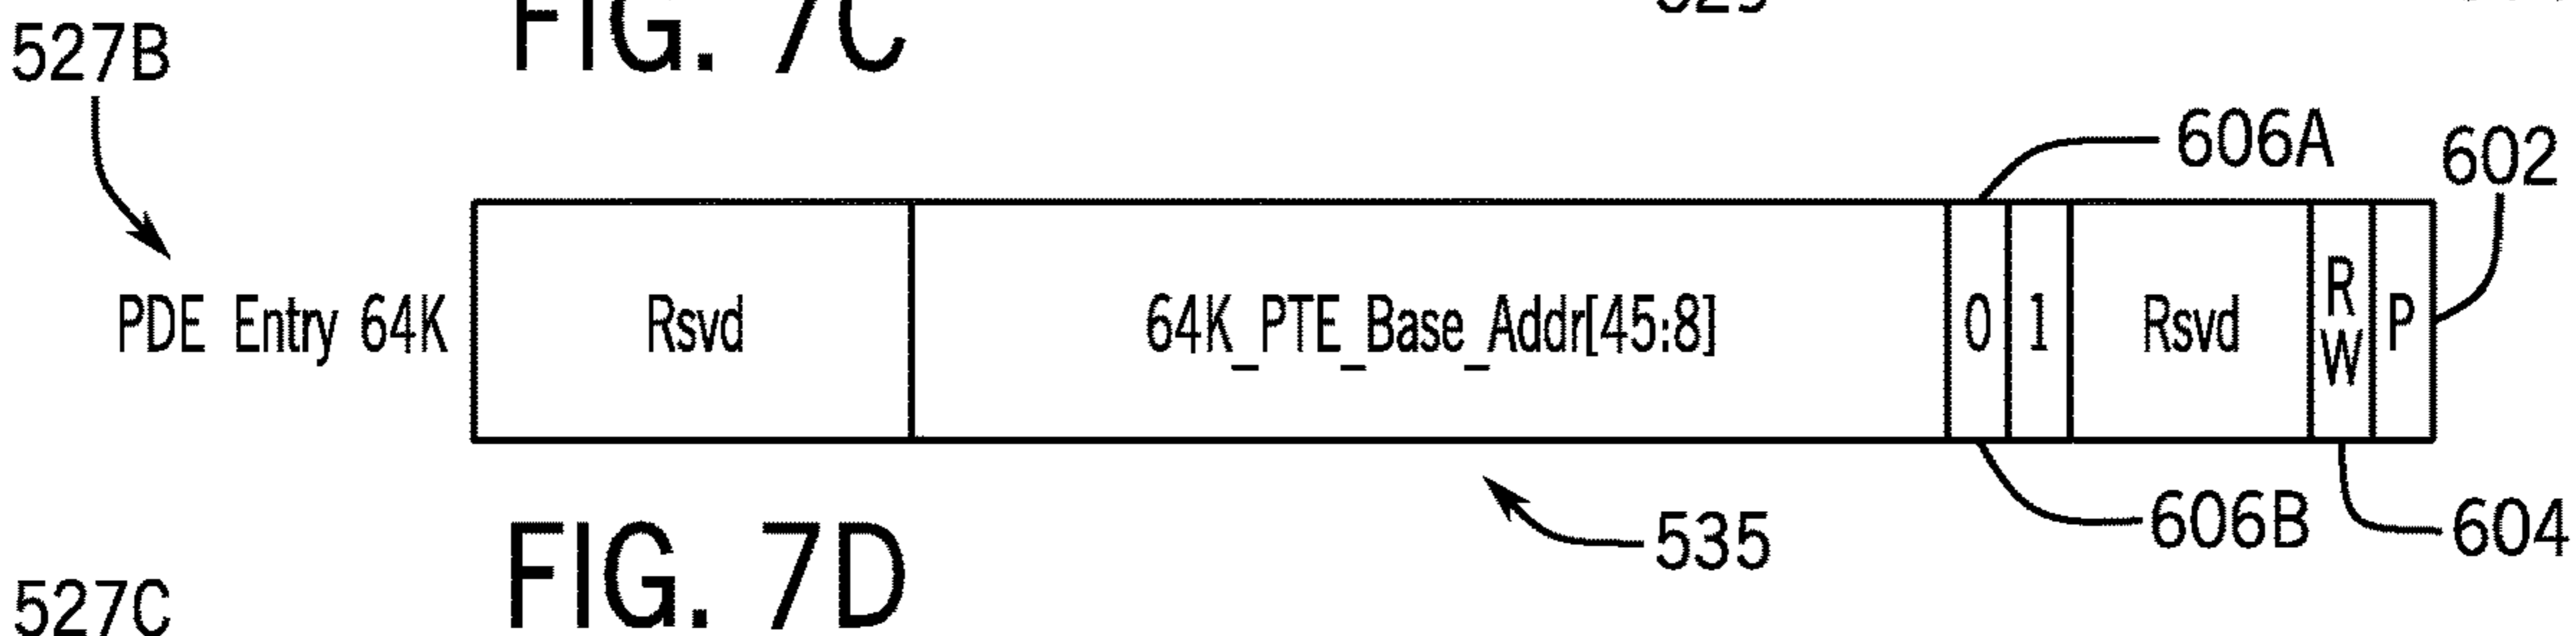 FIG. 7C
529
527B
606A
602
PDE Entry 64K
Rsvd
64K_PTE_Base_Addr[45:8]
0
1
Rsvd
R
W
P
606B
604
535
FIG. 7D
527C